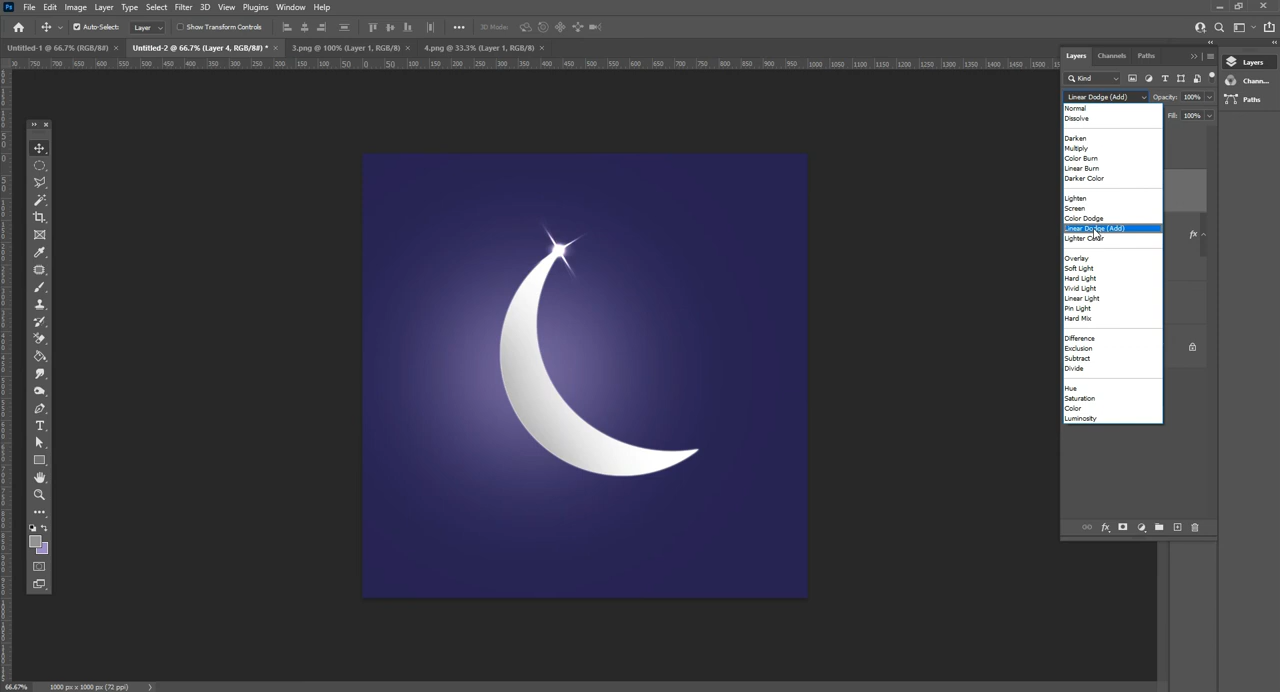 Ps File Edit Image Layer Type Select Filter 3D View Plugins Window Help
Auto-Select: Layer Show Transform Controls 3D Mode:
Untitled-1 @ 66.7% (RGB/8#) × Untitled-2 @ 66.7% (Layer 4, RGB/8#) * × 3.png @ 100% (Layer 1, RGB/8#) × 4.png @ 33.3% (Layer 1, RGB/8#) ×
Layers Channels Paths
Layers
Kind
Chann...
Linear Dodge (Add) Opacity: 100%
Paths
Normal
Fill: 100%
Dissolve
Darken
Multiply
Color Burn
Linear Burn
Darker Color
Lighten
Screen
Color Dodge
Linear Dodge (Add)
fx
Lighter Color
Overlay
Soft Light
Hard Light
Vivid Light
Linear Light
Pin Light
Hard Mix
Difference
Exclusion
Subtract
Divide
Hue
Saturation
Color
Luminosity
fx
66.67% 1000 px x 1000 px (72 ppi)